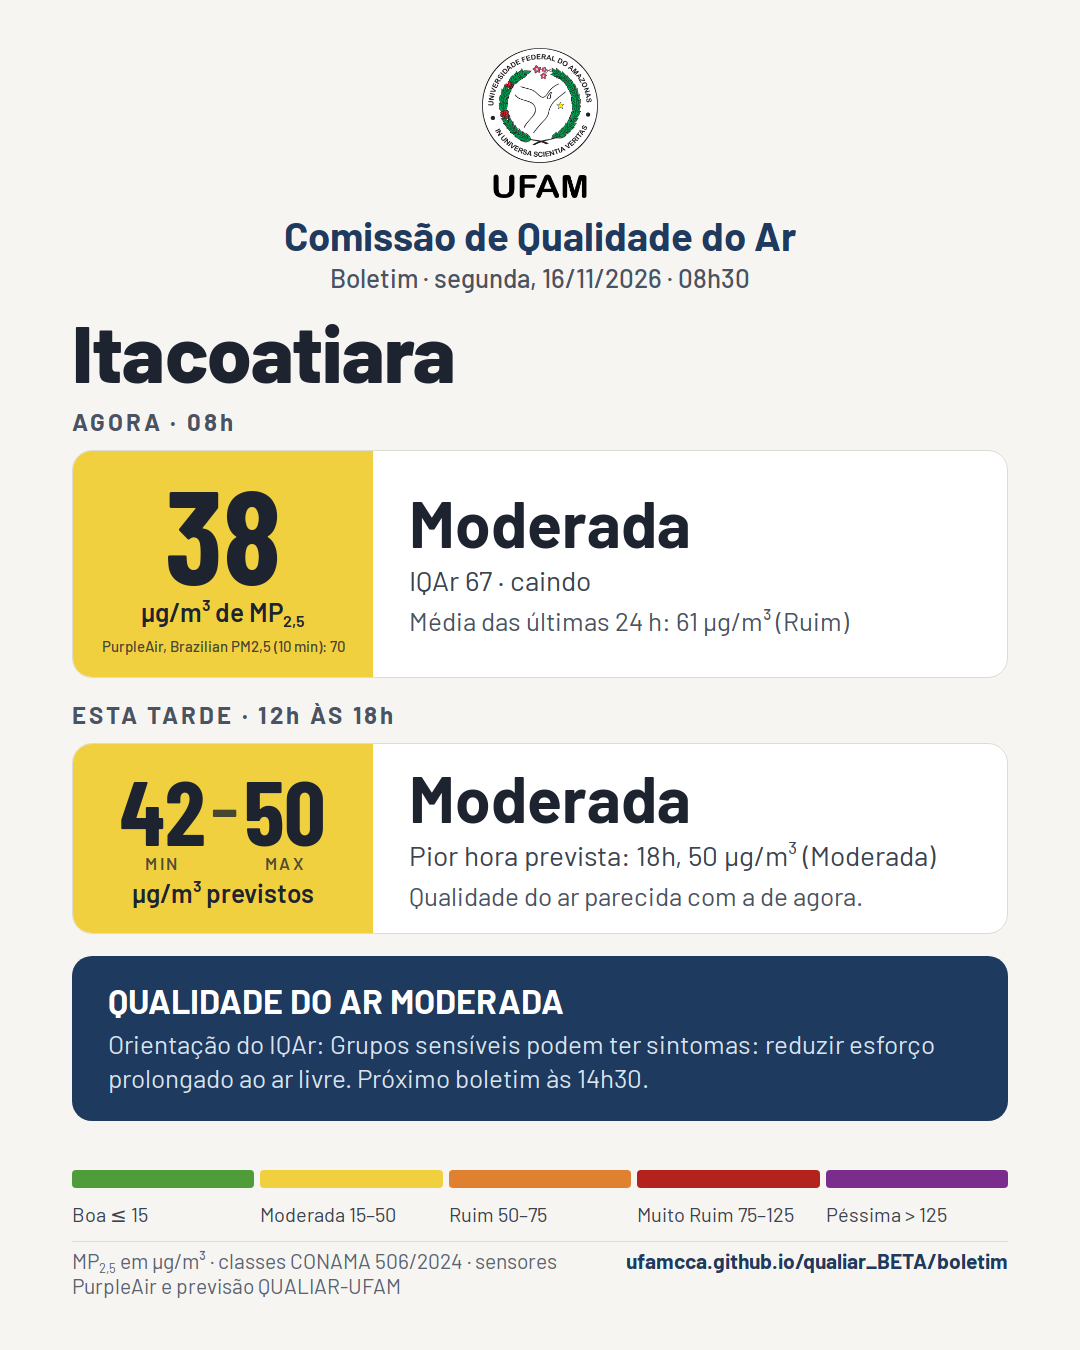 UNIVERSIDADE FEDERAL DO AMAZONAS
IN UNIVERSA SCIENTIA VERITAS
UFAM
Comissão de Qualidade do Ar
Boletim · segunda, 16/11/2026 · 08h30
Itacoatiara
AGORA · 08h
38
µg/m³ de MP2,5
PurpleAir, Brazilian PM2,5 (10 min): 70
Moderada
IQAr 67 · caindo
Média das últimas 24 h: 61 µg/m³ (Ruim)
ESTA TARDE · 12h ÀS 18h
42-50
MIN MAX
µg/m³ previstos
Moderada
Pior hora prevista: 18h, 50 µg/m³ (Moderada)
Qualidade do ar parecida com a de agora.
QUALIDADE DO AR MODERADA
Orientação do IQAr: Grupos sensíveis podem ter sintomas: reduzir esforço
prolongado ao ar livre. Próximo boletim às 14h30.
Boa ≤ 15 Moderada 15–50 Ruim 50–75 Muito Ruim 75–125 Péssima > 125
MP2,5 em µg/m³ · classes CONAMA 506/2024 · sensores
PurpleAir e previsão QUALIAR-UFAM
ufamcca.github.io/qualiar_BETA/boletim